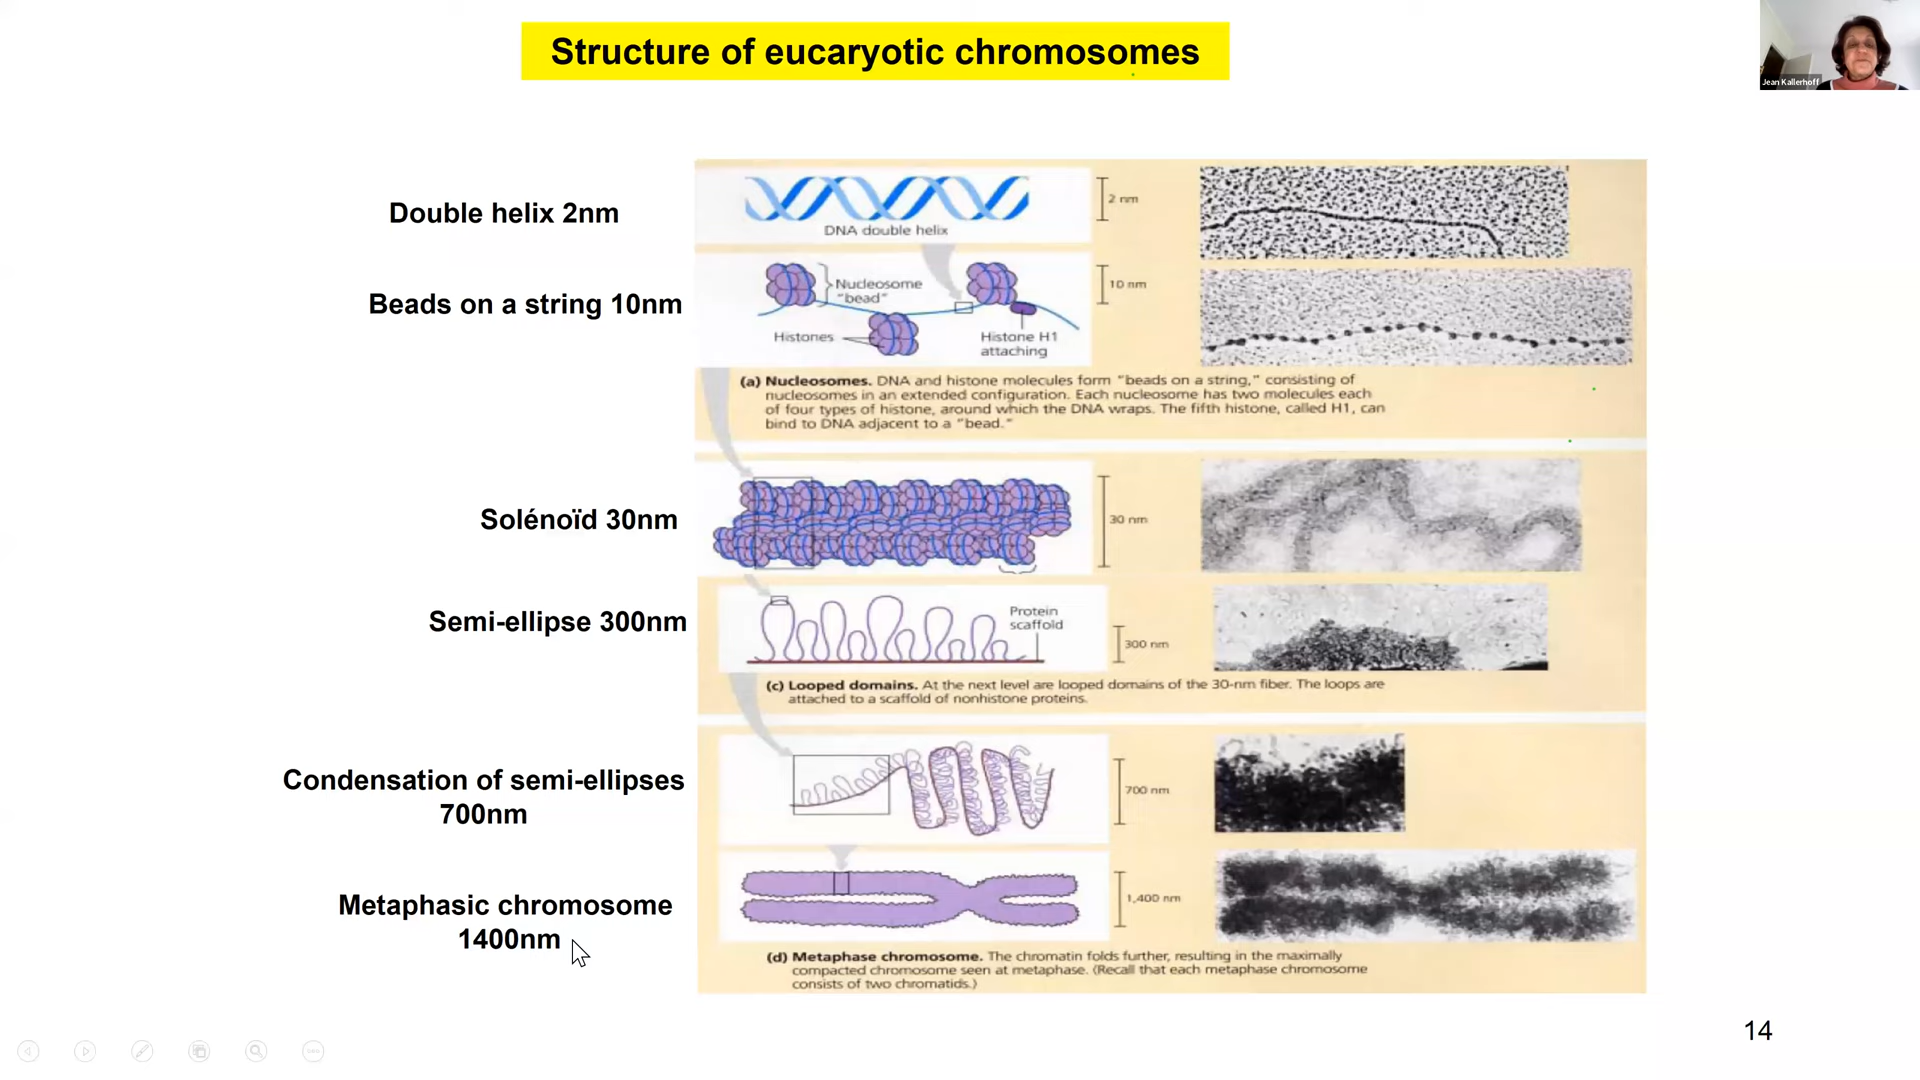 Structure of eucaryotic chromosomes
Jean Kallerhoff
Double helix 2nm
DNA double helix
2 nm
Beads on a string 10nm
Nucleosome
"bead"
10 nm
Histones
Histone H1
attaching
(a) Nucleosomes. DNA and histone molecules form "beads on a string," consisting of
nucleosomes in an extended configuration. Each nucleosome has two molecules each
of four types of histone, around which the DNA wraps. The fifth histone, called H1, can
bind to DNA adjacent to a "bead."
Solénoïd 30nm
30 nm
Semi-ellipse 300nm
Protein
scaffold
300 nm
(c) Looped domains. At the next level are looped domains of the 30-nm fiber. The loops are
attached to a scaffold of nonhistone proteins.
Condensation of semi-ellipses
700nm
700 nm
Metaphasic chromosome
1400nm
1,400 nm
(d) Metaphase chromosome. The chromatin folds further, resulting in the maximally
compacted chromosome seen at metaphase. (Recall that each metaphase chromosome
consists of two chromatids.)
14